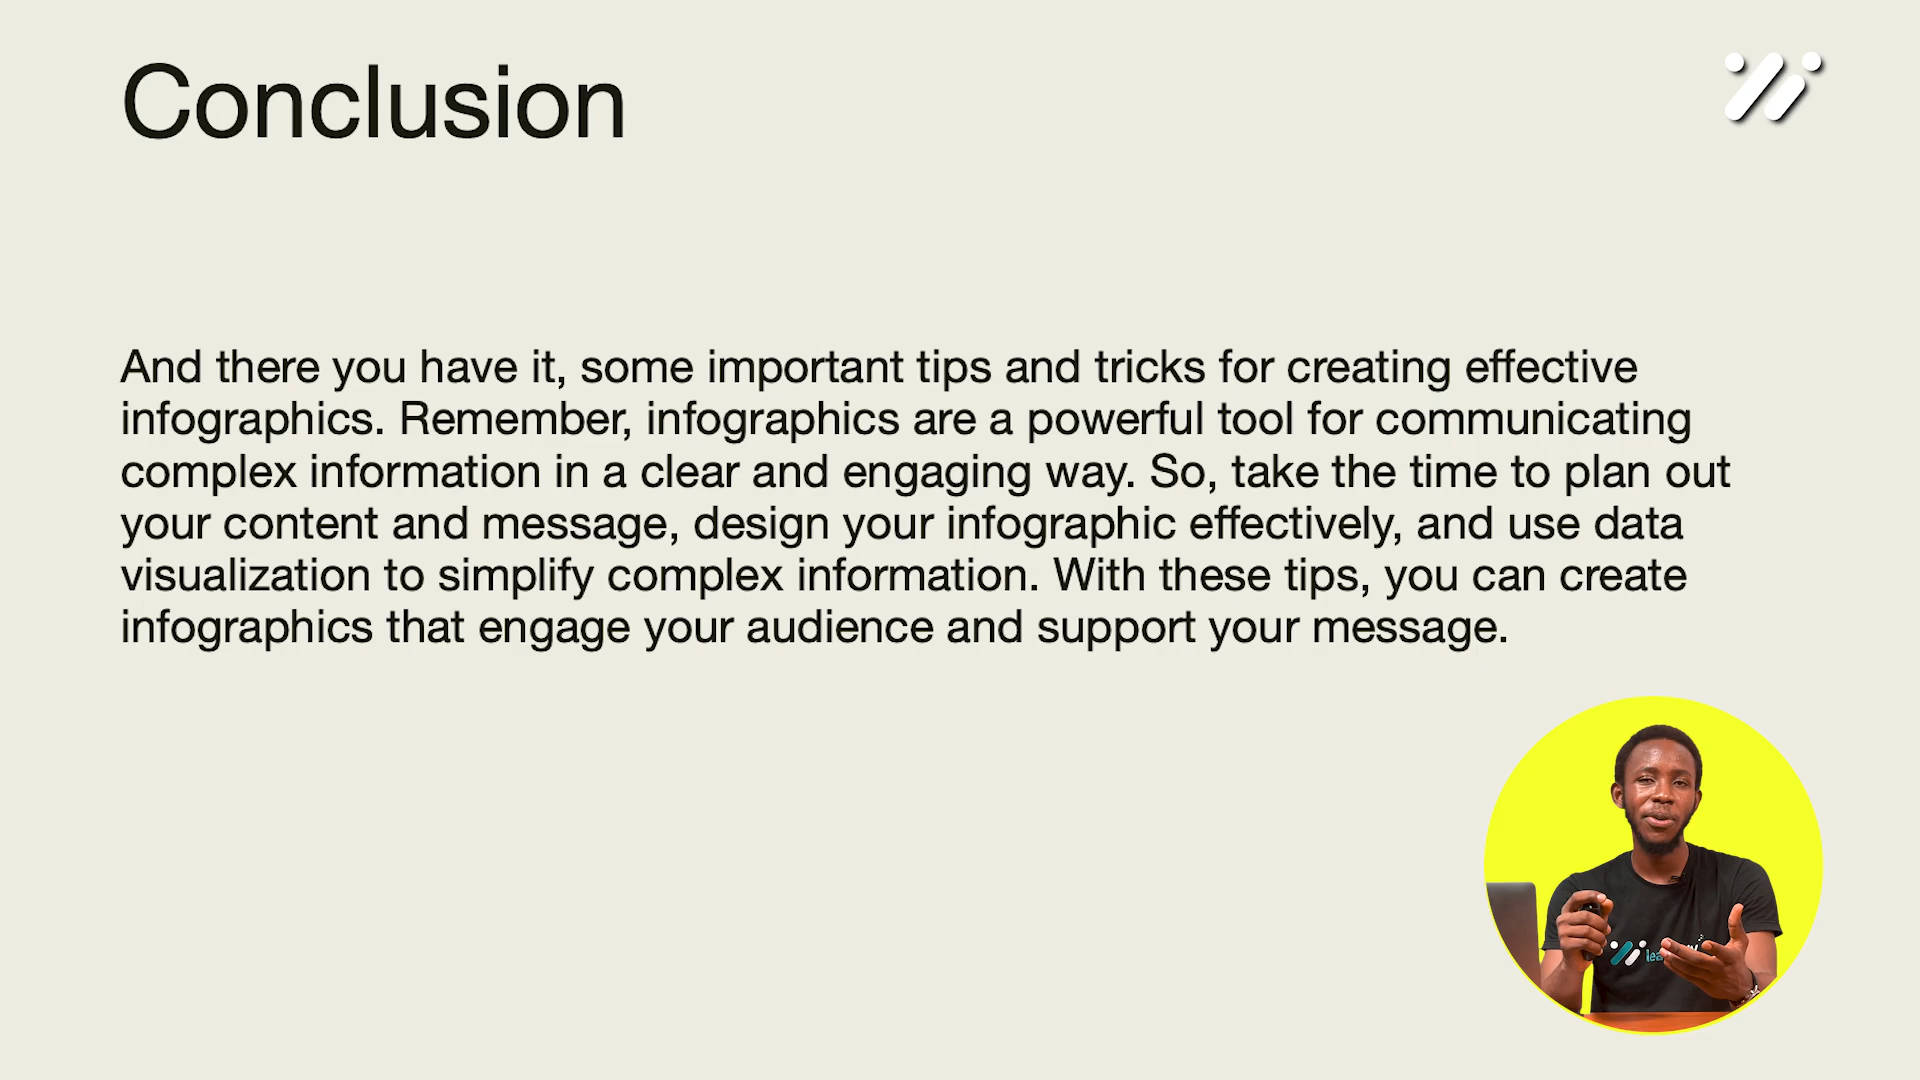 Conclusion
And there you have it, some important tips and tricks for creating effective
infographics. Remember, infographics are a powerful tool for communicating
complex information in a clear and engaging way. So, take the time to plan out
your content and message, design your infographic effectively, and use data
visualization to simplify complex information. With these tips, you can create
infographics that engage your audience and support your message.